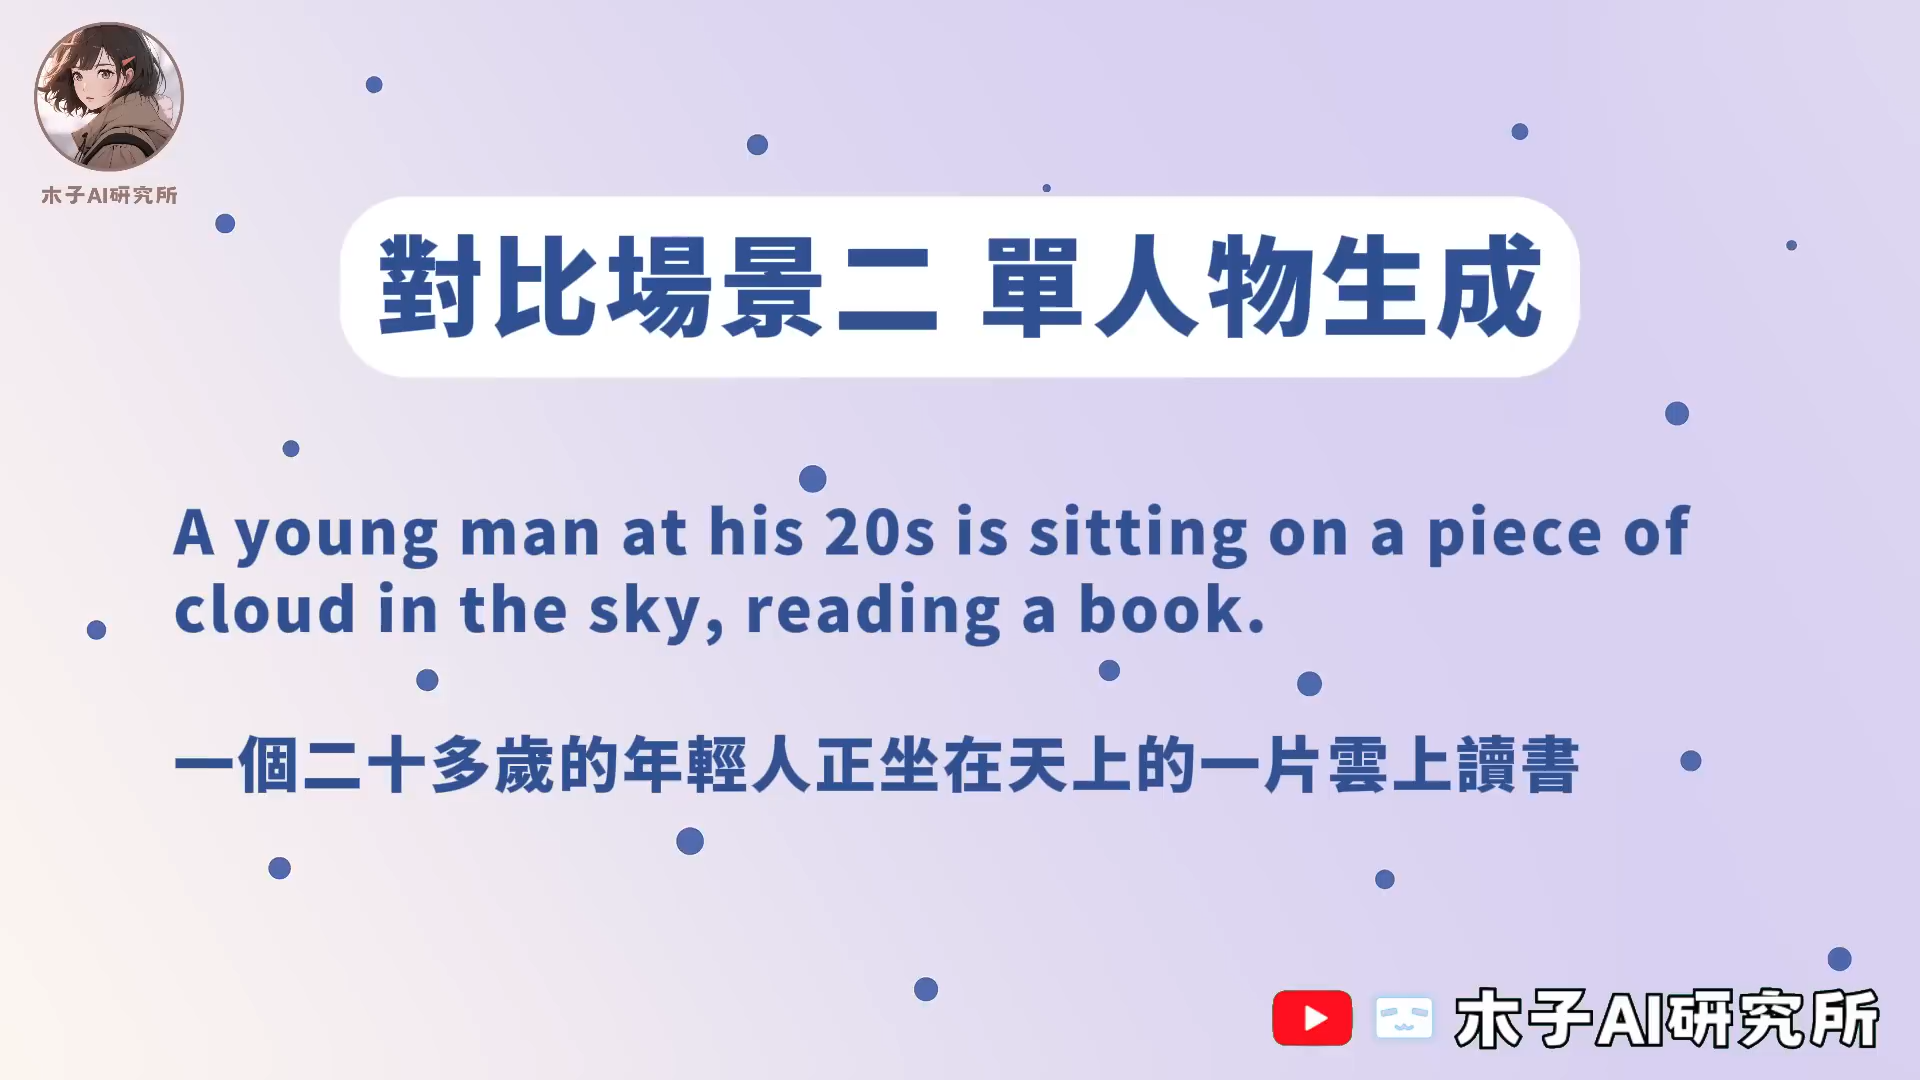 木子AI研究所
對比場景二 單人物生成
A young man at his 20s is sitting on a piece of
cloud in the sky, reading a book.
一個二十多歲的年輕人正坐在天上的一片雲上讀書
木子AI研究所